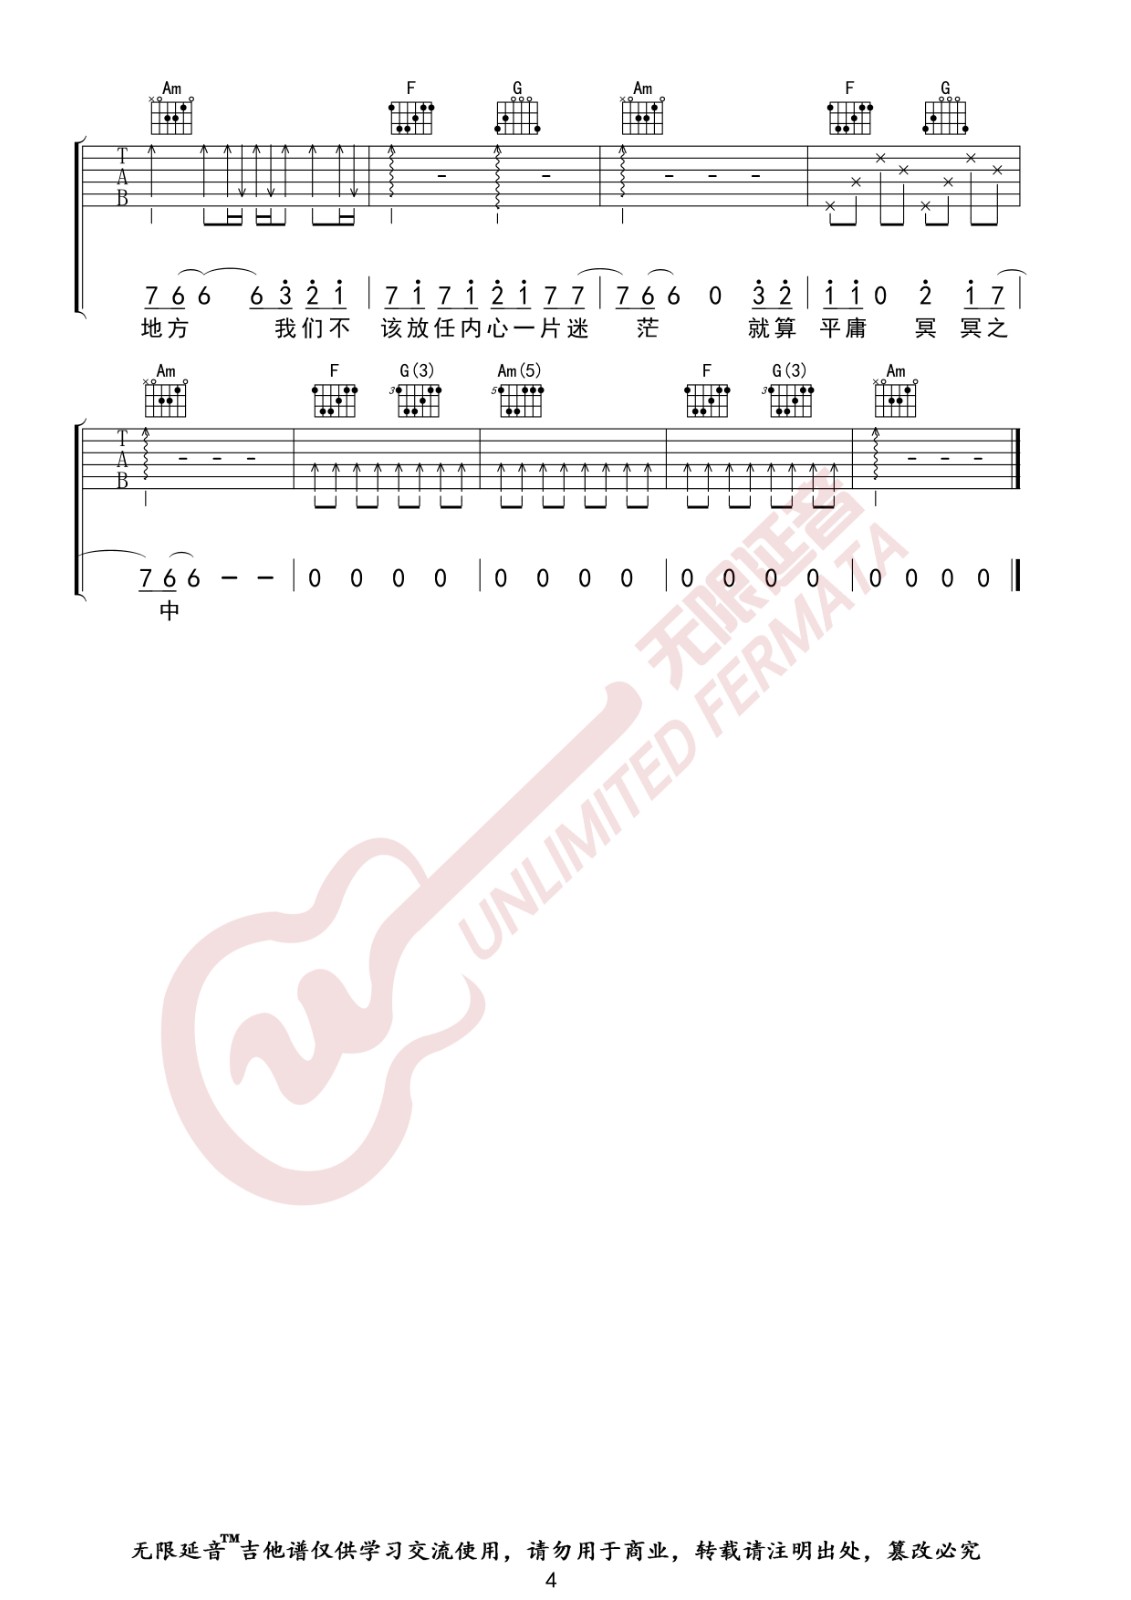 Am F G Am F G
T
A
B
7 6 6 6 3 2 1 7 1 7 1 2 1 7 7 7 6 6 0 3 2 1 1 0 2 1 7
地方 我们不 该放任内心一片迷 茫 就算 平庸 冥 冥之
Am F G(3) Am(5) F G(3) Am
3 5 3
T
A
B
7 6 6 - - 0 0 0 0 0 0 0 0 0 0 0 0 0 0 0 0
中
无限延音
UNLIMITED FERMATA
无限延音™吉他谱仅供学习交流使用，请勿用于商业，转载请注明出处，篡改必究
4